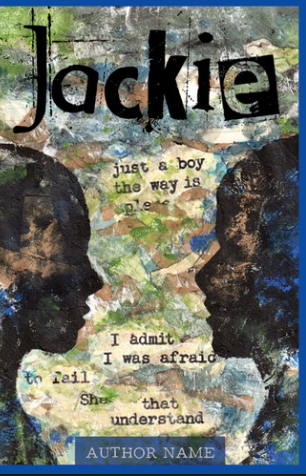 Jackie
just a boy
the way is
I admit
I was afraid
to fail
She that
understand
AUTHOR NAME